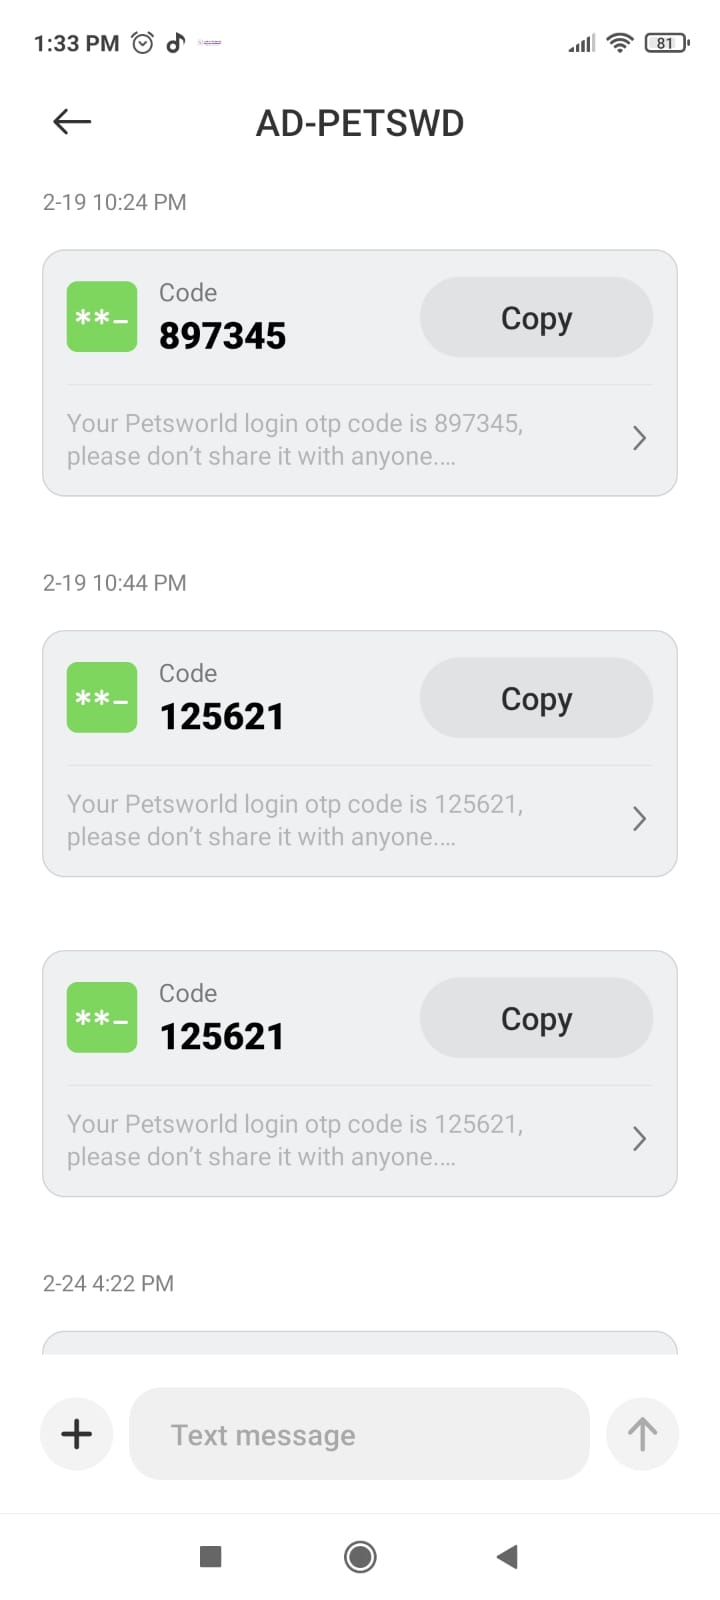 1:33 PM
81
AD-PETSWD
2-19 10:24 PM
**_
Code
897345
Copy
Your Petsworld login otp code is 897345,
please don’t share it with anyone....
2-19 10:44 PM
**_
Code
125621
Copy
Your Petsworld login otp code is 125621,
please don’t share it with anyone....
**_
Code
125621
Copy
Your Petsworld login otp code is 125621,
please don’t share it with anyone....
2-24 4:22 PM
Text message